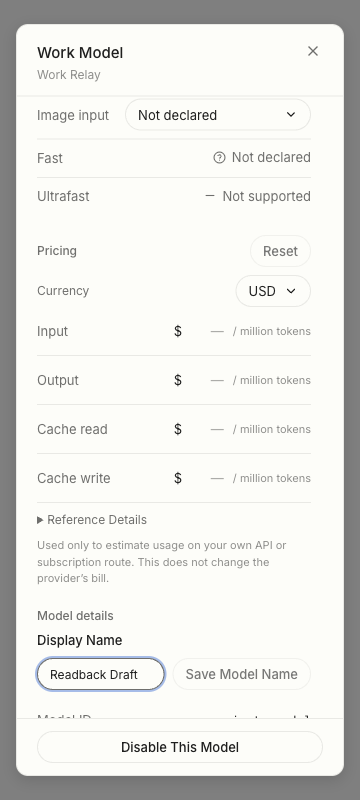 Work Model
Work Relay
Image input Not declared
Fast Not declared
Ultrafast — Not supported
Pricing Reset
Currency USD
Input $ — / million tokens
Output $ — / million tokens
Cache read $ — / million tokens
Cache write $ — / million tokens
Reference Details
Used only to estimate usage on your own API or
subscription route. This does not change the
provider's bill.
Model details
Display Name
Readback Draft Save Model Name
Model ID
Disable This Model